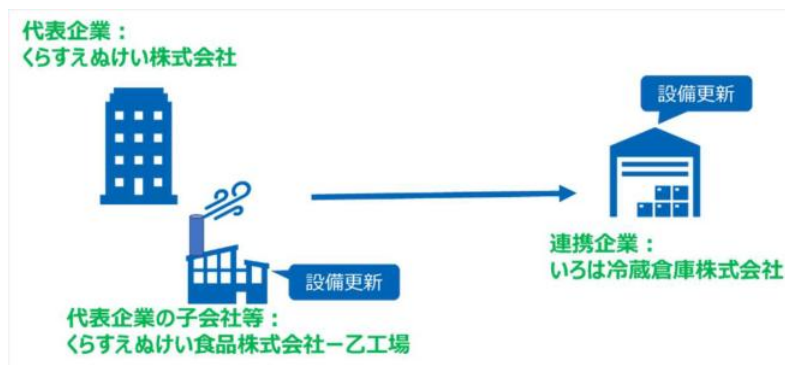 代表企業：
くらすえぬけい株式会社
設備更新
連携企業：
いろは冷蔵倉庫株式会社
設備更新
代表企業の子会社等：
くらすえぬけい食品株式会社ー乙工場